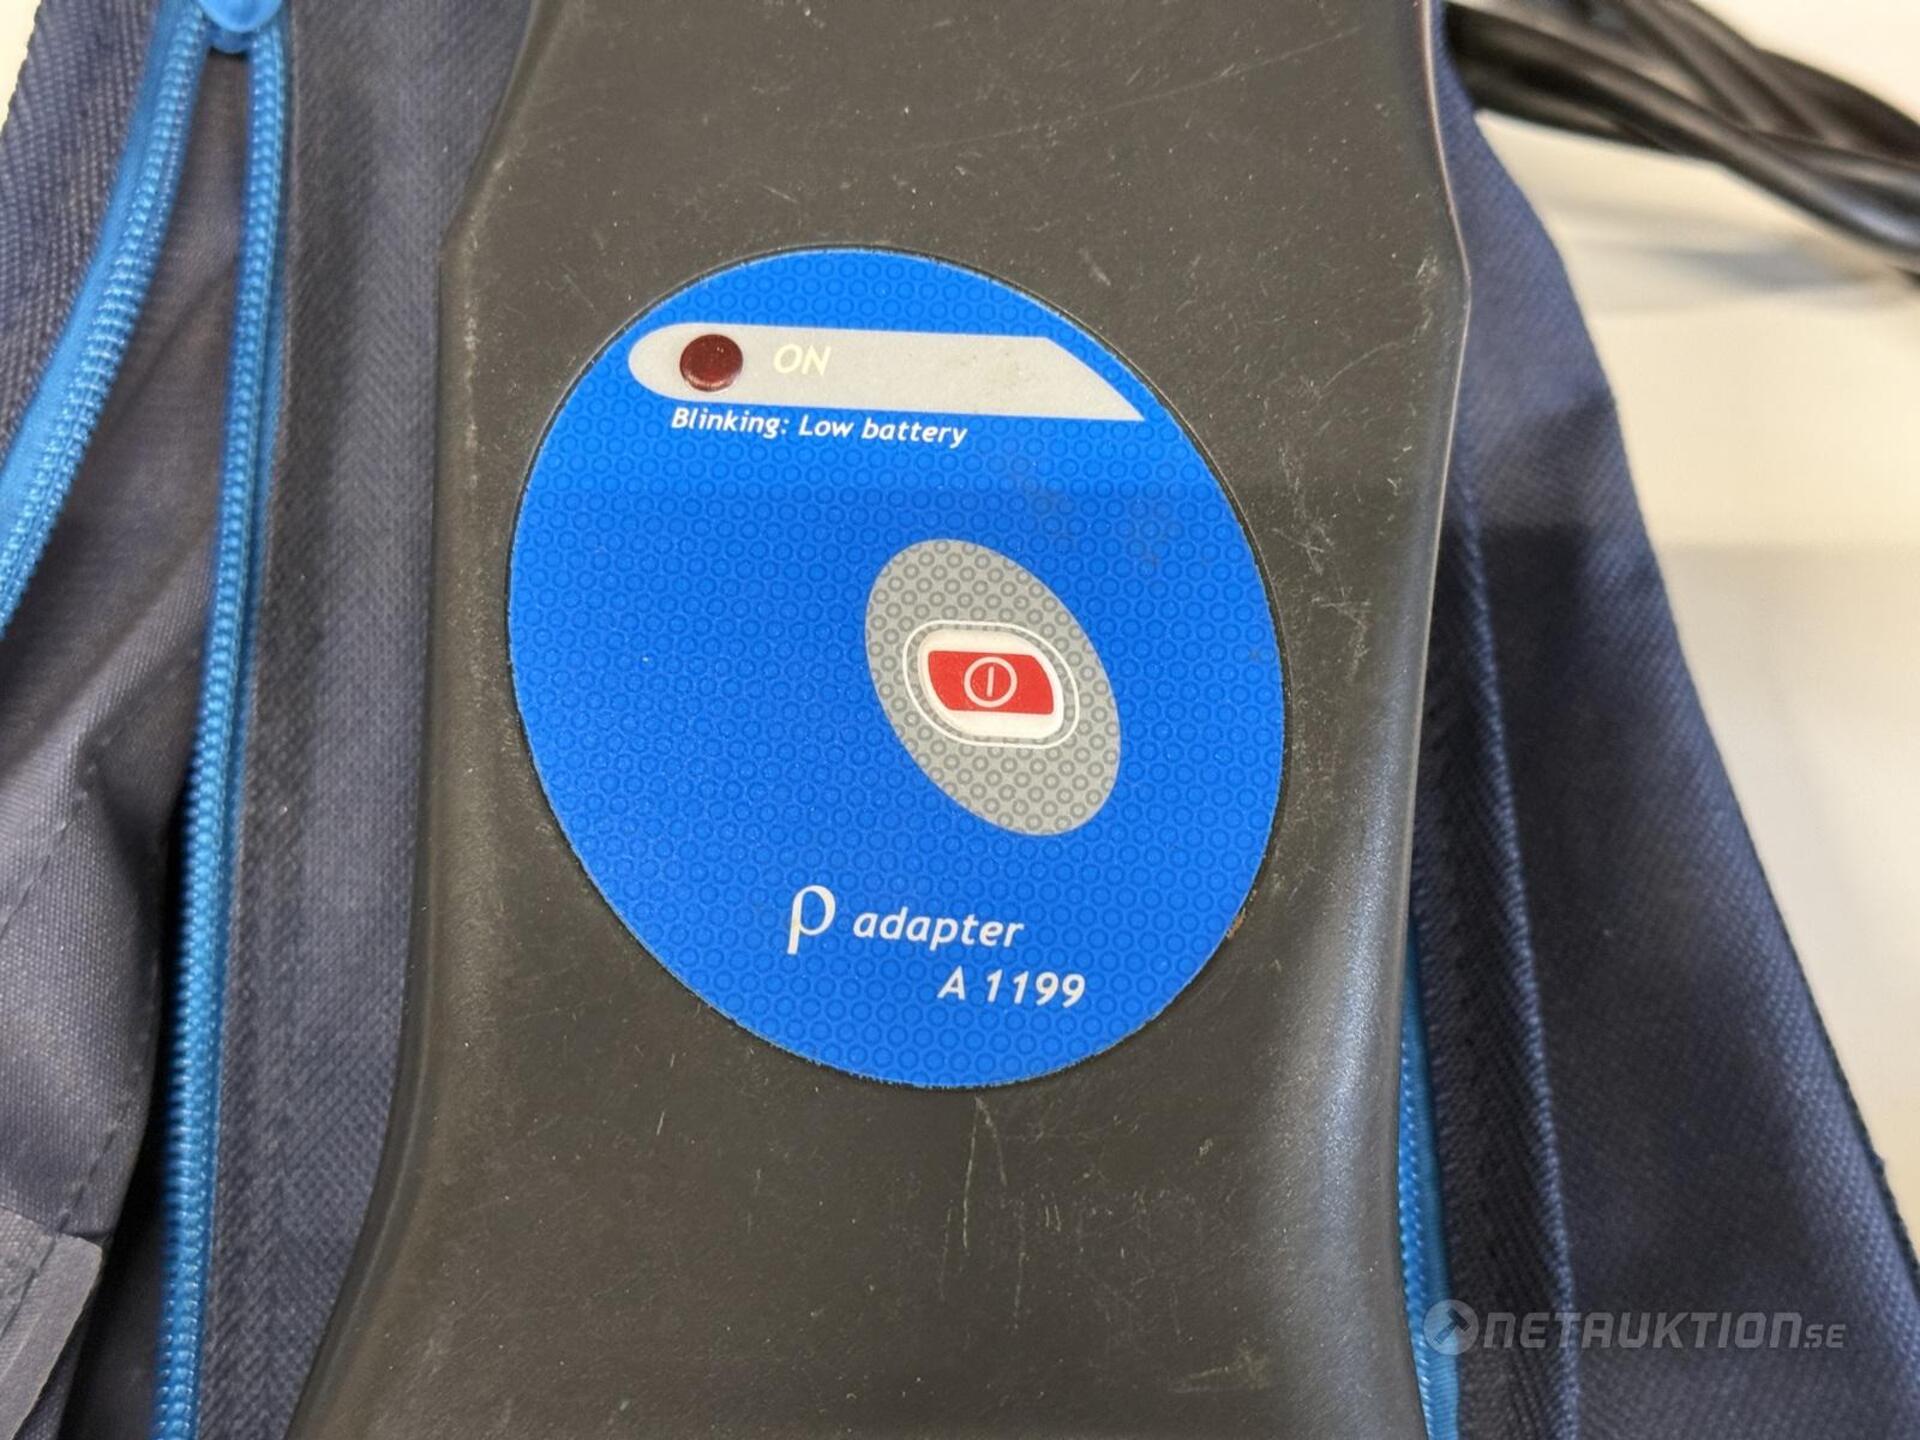 ON
Blinking: Low battery
ρ adapter
A 1199
NETAUKTION.SE